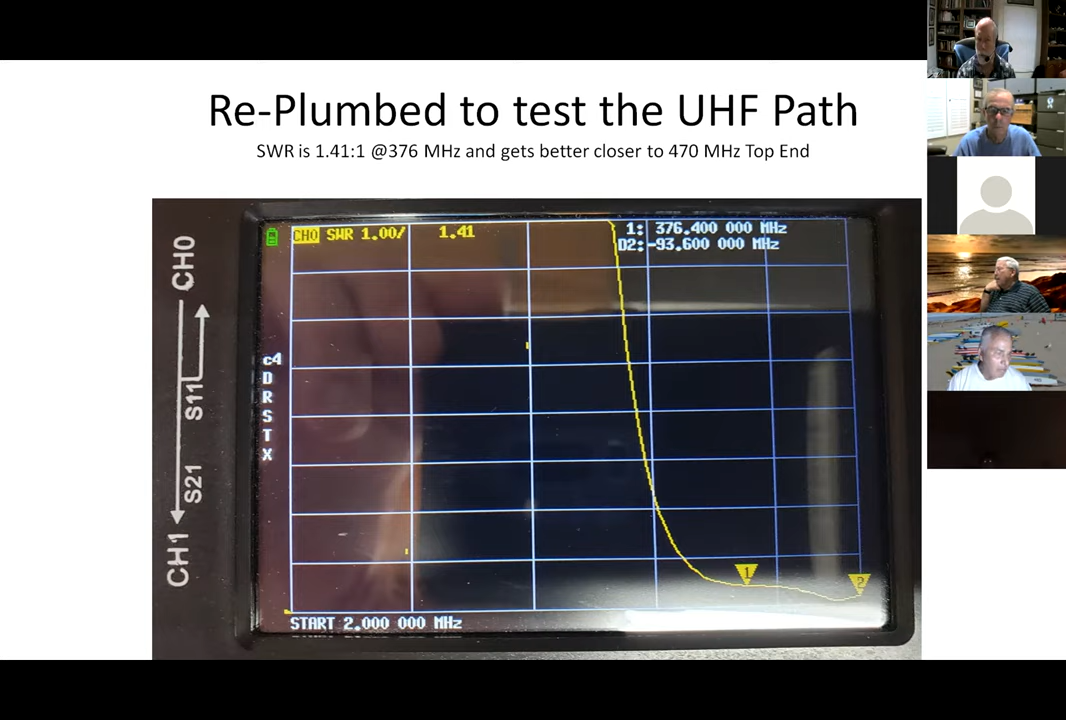 Re-Plumbed to test the UHF Path
SWR is 1.41:1 @376 MHz and gets better closer to 470 MHz Top End
CH0 SWR 1.00/ 1.41
1: 376.400 000 MHz
D2:-93.600 000 MHz
CH0
S11
S21
CH1
c4
D
R
S
T
X
1
2
START 2.000 000 MHz